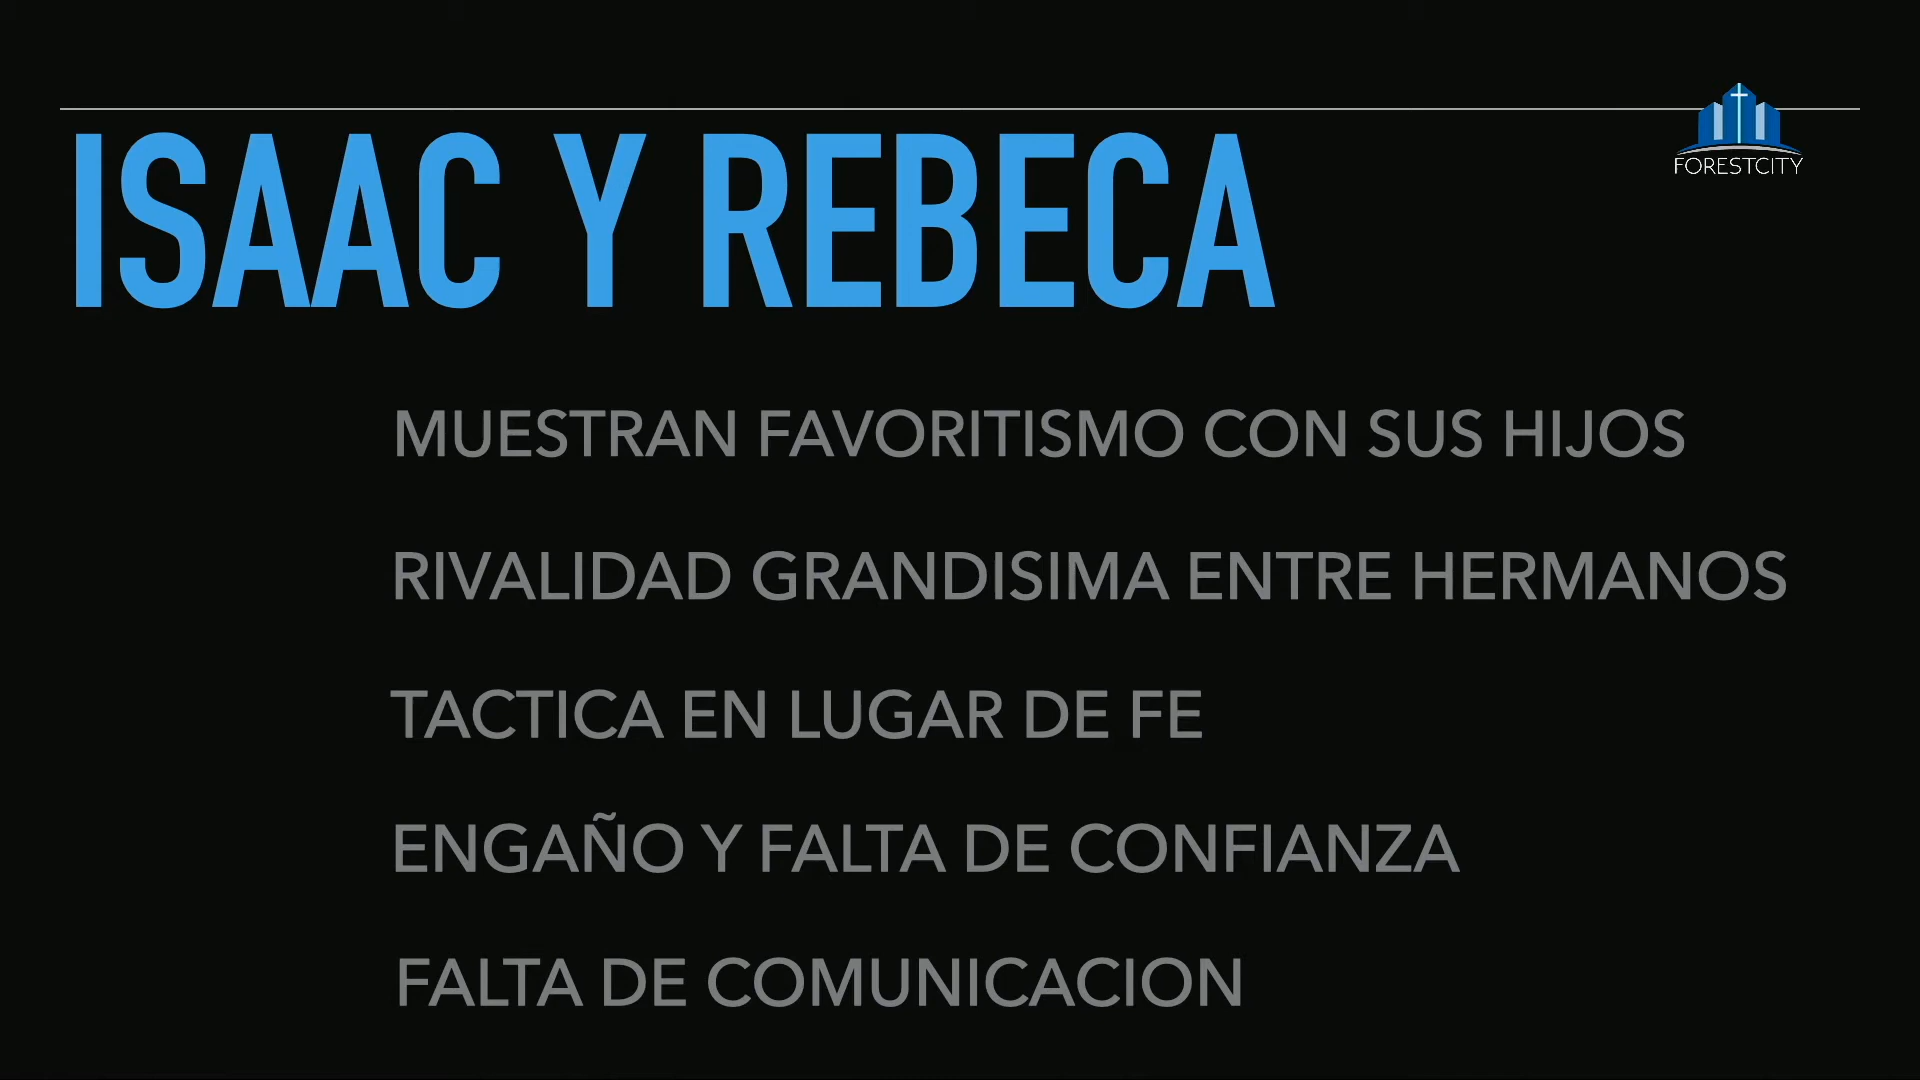 FORESTCITY
ISAAC Y REBECA
MUESTRAN FAVORITISMO CON SUS HIJOS
RIVALIDAD GRANDISIMA ENTRE HERMANOS
TACTICA EN LUGAR DE FE
ENGAÑO Y FALTA DE CONFIANZA
FALTA DE COMUNICACION